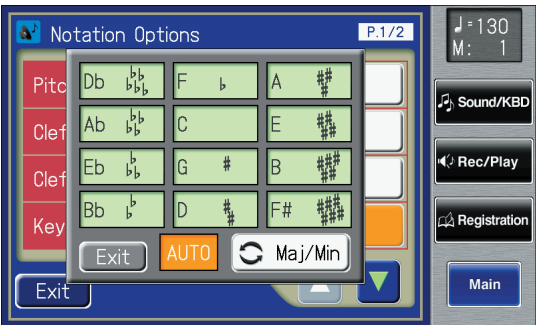 Notation Options
P.1/2
♩=130
M: 1
Pitc
Clef
Clef
Key
Db
F
A
Ab
C
E
Eb
G
B
Bb
D
F#
Exit
AUTO
Maj/Min
Exit
Sound/KBD
Rec/Play
Registration
Main